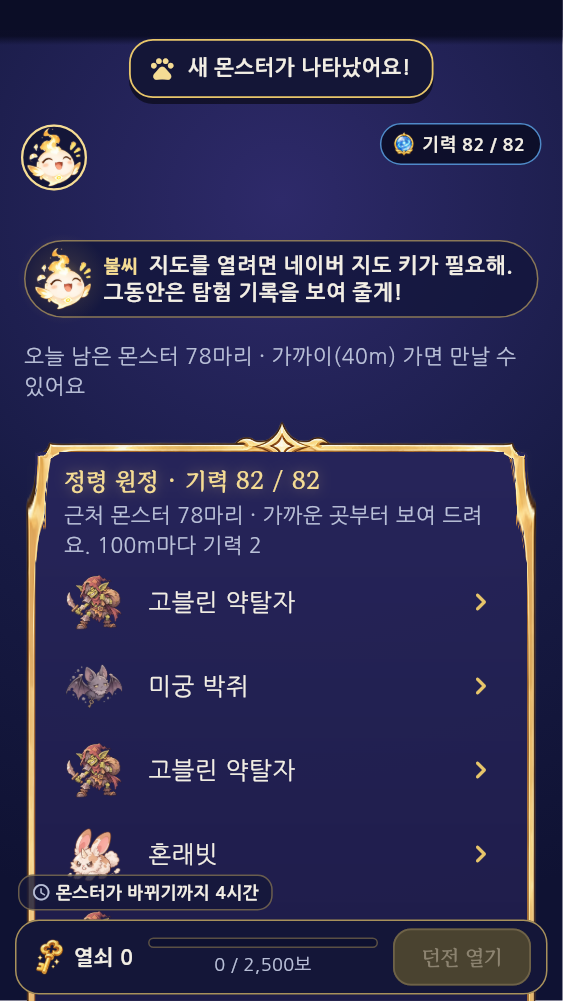 새 몬스터가 나타났어요!
기력 82 / 82
불씨 지도를 열려면 네이버 지도 키가 필요해.
그동안은 탐험 기록을 보여 줄게!
오늘 남은 몬스터 78마리 · 가까이(40m) 가면 만날 수
있어요
정령 원정 · 기력 82 / 82
근처 몬스터 78마리 · 가까운 곳부터 보여 드려
요. 100m마다 기력 2
고블린 약탈자
미궁 박쥐
고블린 약탈자
혼래빗
몬스터가 바뀌기까지 4시간
열쇠 0
0 / 2,500보
던전 열기